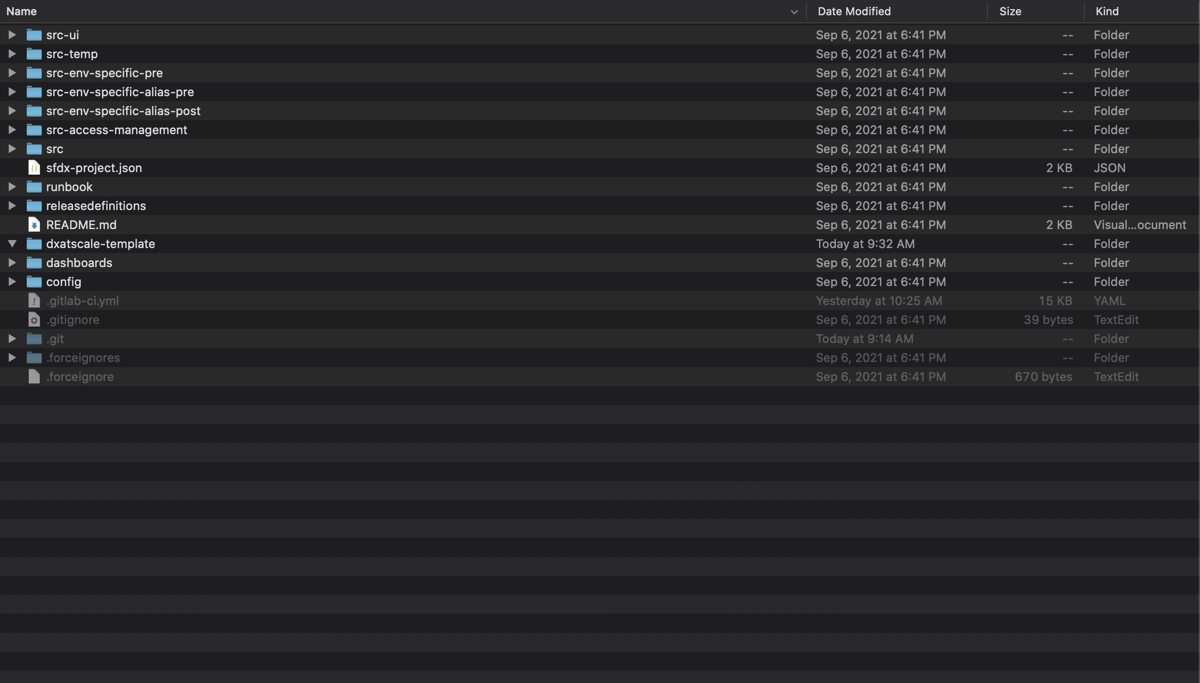 Name Date Modified Size Kind
src-ui Sep 6, 2021 at 6:41 PM -- Folder
src-temp Sep 6, 2021 at 6:41 PM -- Folder
src-env-specific-pre Sep 6, 2021 at 6:41 PM -- Folder
src-env-specific-alias-pre Sep 6, 2021 at 6:41 PM -- Folder
src-env-specific-alias-post Sep 6, 2021 at 6:41 PM -- Folder
src-access-management Sep 6, 2021 at 6:41 PM -- Folder
src Sep 6, 2021 at 6:41 PM -- Folder
sfdx-project.json Sep 6, 2021 at 6:41 PM 2 KB JSON
runbook Sep 6, 2021 at 6:41 PM -- Folder
releasedefinitions Sep 6, 2021 at 6:41 PM -- Folder
README.md Sep 6, 2021 at 6:41 PM 2 KB Visual...ocument
dxatscale-template Today at 9:32 AM -- Folder
dashboards Sep 6, 2021 at 6:41 PM -- Folder
config Sep 6, 2021 at 6:41 PM -- Folder
.gitlab-ci.yml Yesterday at 10:25 AM 15 KB YAML
.gitignore Sep 6, 2021 at 6:41 PM 39 bytes TextEdit
.git Today at 9:14 AM -- Folder
.forceignores Sep 6, 2021 at 6:41 PM -- Folder
.forceignore Sep 6, 2021 at 6:41 PM 670 bytes TextEdit